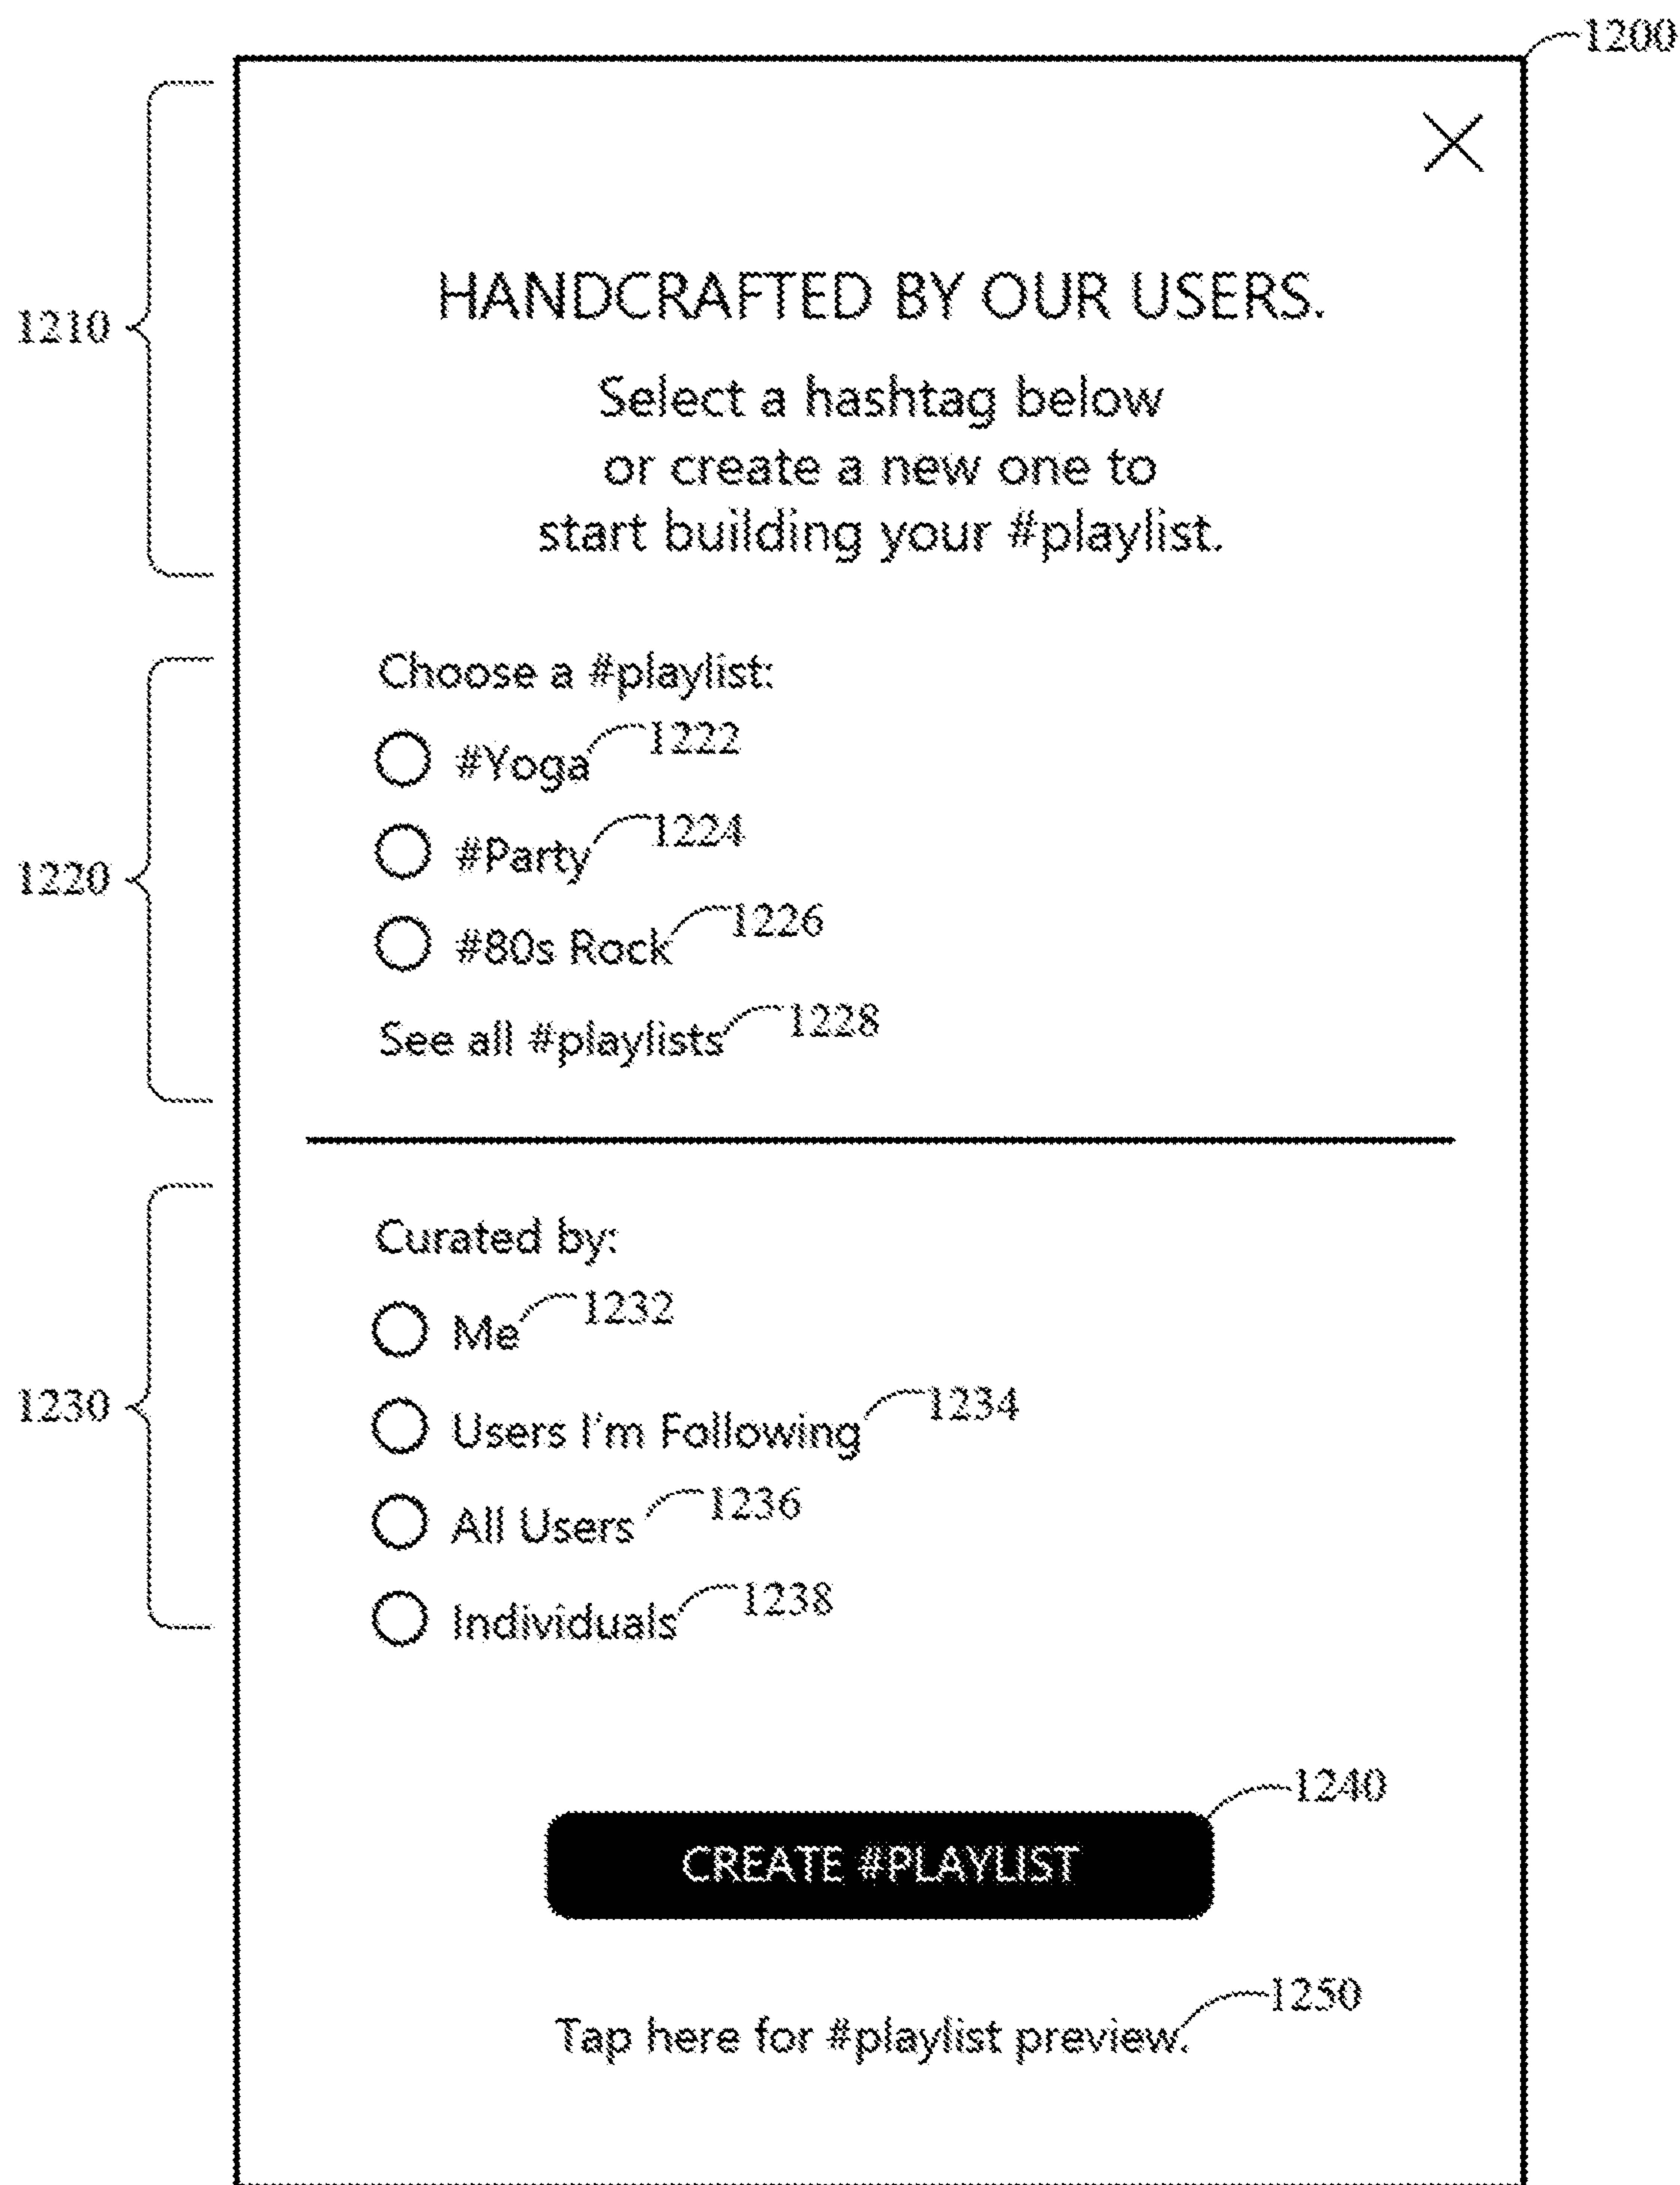 1200
1210
HANDCRAFTED BY OUR USERS.
Select a hashtag below
or create a new one to
start building your #playlist.
1220
Choose a #playlist:
#Yoga 1222
#Party 1224
#80s Rock 1226
See all #playlists 1228
1230
Curated by:
Me 1232
Users I'm Following 1234
All Users 1236
Individuals 1238
1240
CREATE #PLAYLIST
1250
Tap here for #playlist preview.